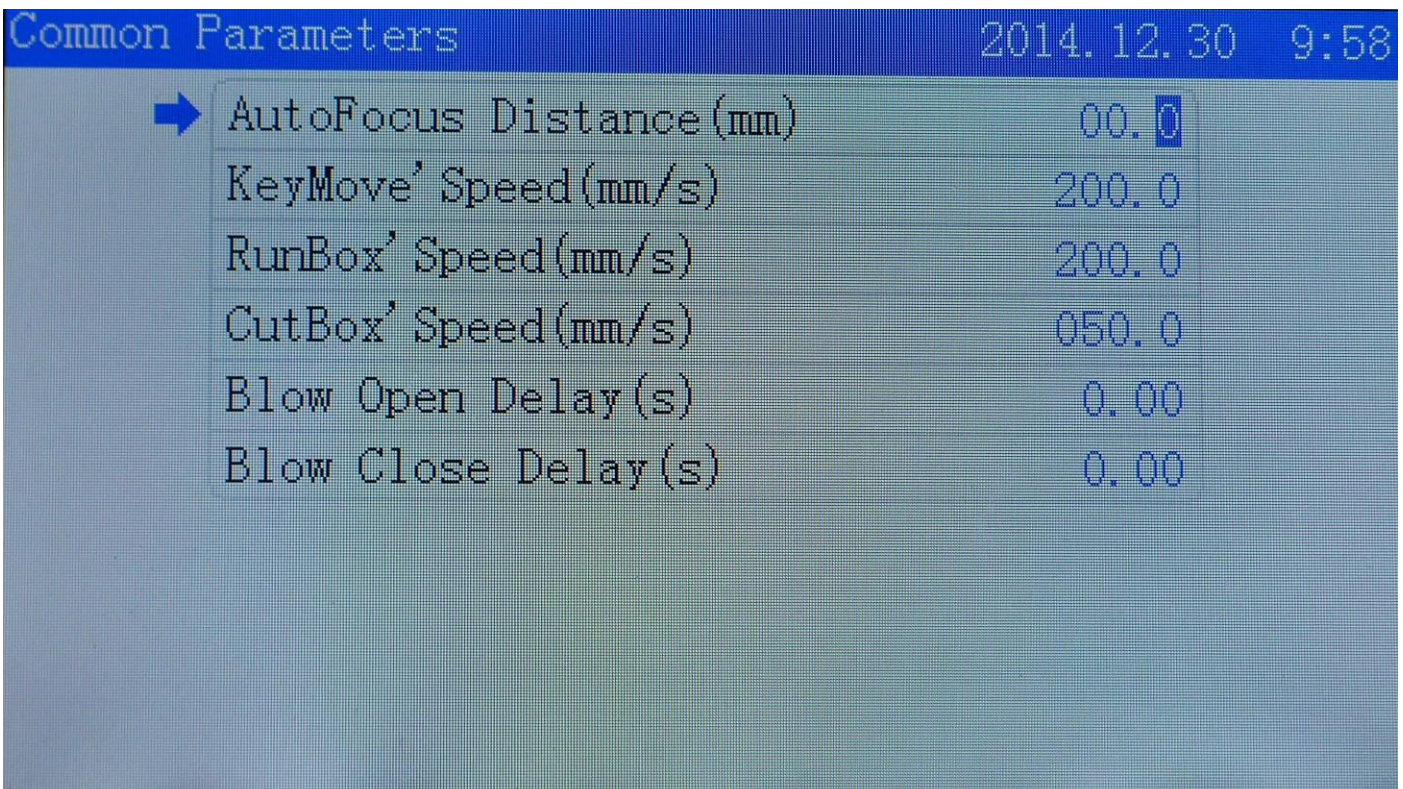 Common Parameters 2014.12.30 9:58
AutoFocus Distance(mm) 00.0
KeyMove'Speed(mm/s) 200.0
RunBox'Speed(mm/s) 200.0
CutBox'Speed(mm/s) 050.0
Blow Open Delay(s) 0.00
Blow Close Delay(s) 0.00